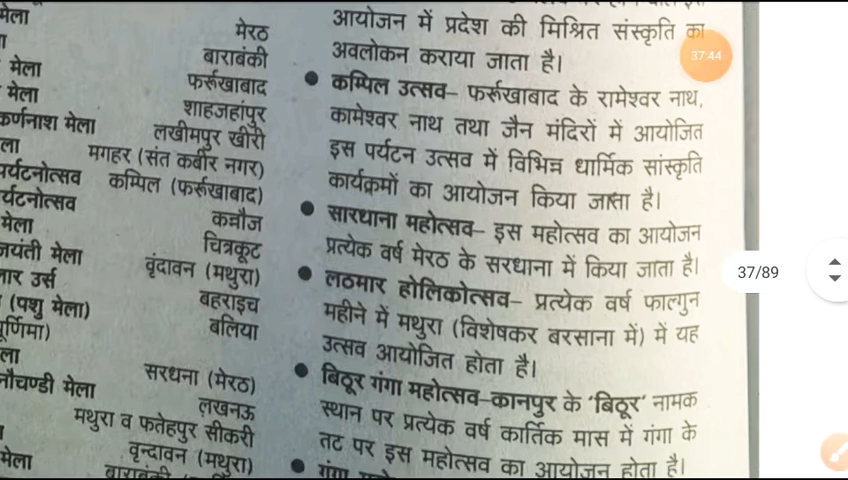 मेला
मेरठ
बाराबंकी
मेला
फर्रूखाबाद
मेला
शाहजहांपुर
कर्णनाश मेला
लखीमपुर खीरी
ला
मगहर (संत कबीर नगर)
पर्यटनोत्सव
कम्पिल (फर्रूखाबाद)
र्यटनोत्सव
कन्नौज
मेला
चित्रकूट
जयंती मेला
वृंदावन (मथुरा)
नार उर्स
बहराइच
(पशु मेला)
बलिया
पूर्णिमा)
ला
सरधना (मेरठ)
नौचण्डी मेला
लखनऊ
मथुरा व फतेहपुर सीकरी
वृन्दावन (मथुरा)
मेला
आयोजन में प्रदेश की मिश्रित संस्कृति का
अवलोकन कराया जाता है।
● कम्पिल उत्सव– फर्रूखाबाद के रामेश्वर नाथ,
कामेश्वर नाथ तथा जैन मंदिरों में आयोजित
इस पर्यटन उत्सव में विभिन्न धार्मिक सांस्कृति
कार्यक्रमों का आयोजन किया जाता है।
● सारधाना महोत्सव– इस महोत्सव का आयोजन
प्रत्येक वर्ष मेरठ के सरधाना में किया जाता है।
● लठमार होलिकोत्सव– प्रत्येक वर्ष फाल्गुन
महीने में मथुरा (विशेषकर बरसाना में) में यह
उत्सव आयोजित होता है।
● बिठूर गंगा महोत्सव–कानपुर के ‘बिठूर’ नामक
स्थान पर प्रत्येक वर्ष कार्तिक मास में गंगा के
तट पर इस महोत्सव का आयोजन होता है।
● गंगा
37:44
37/89